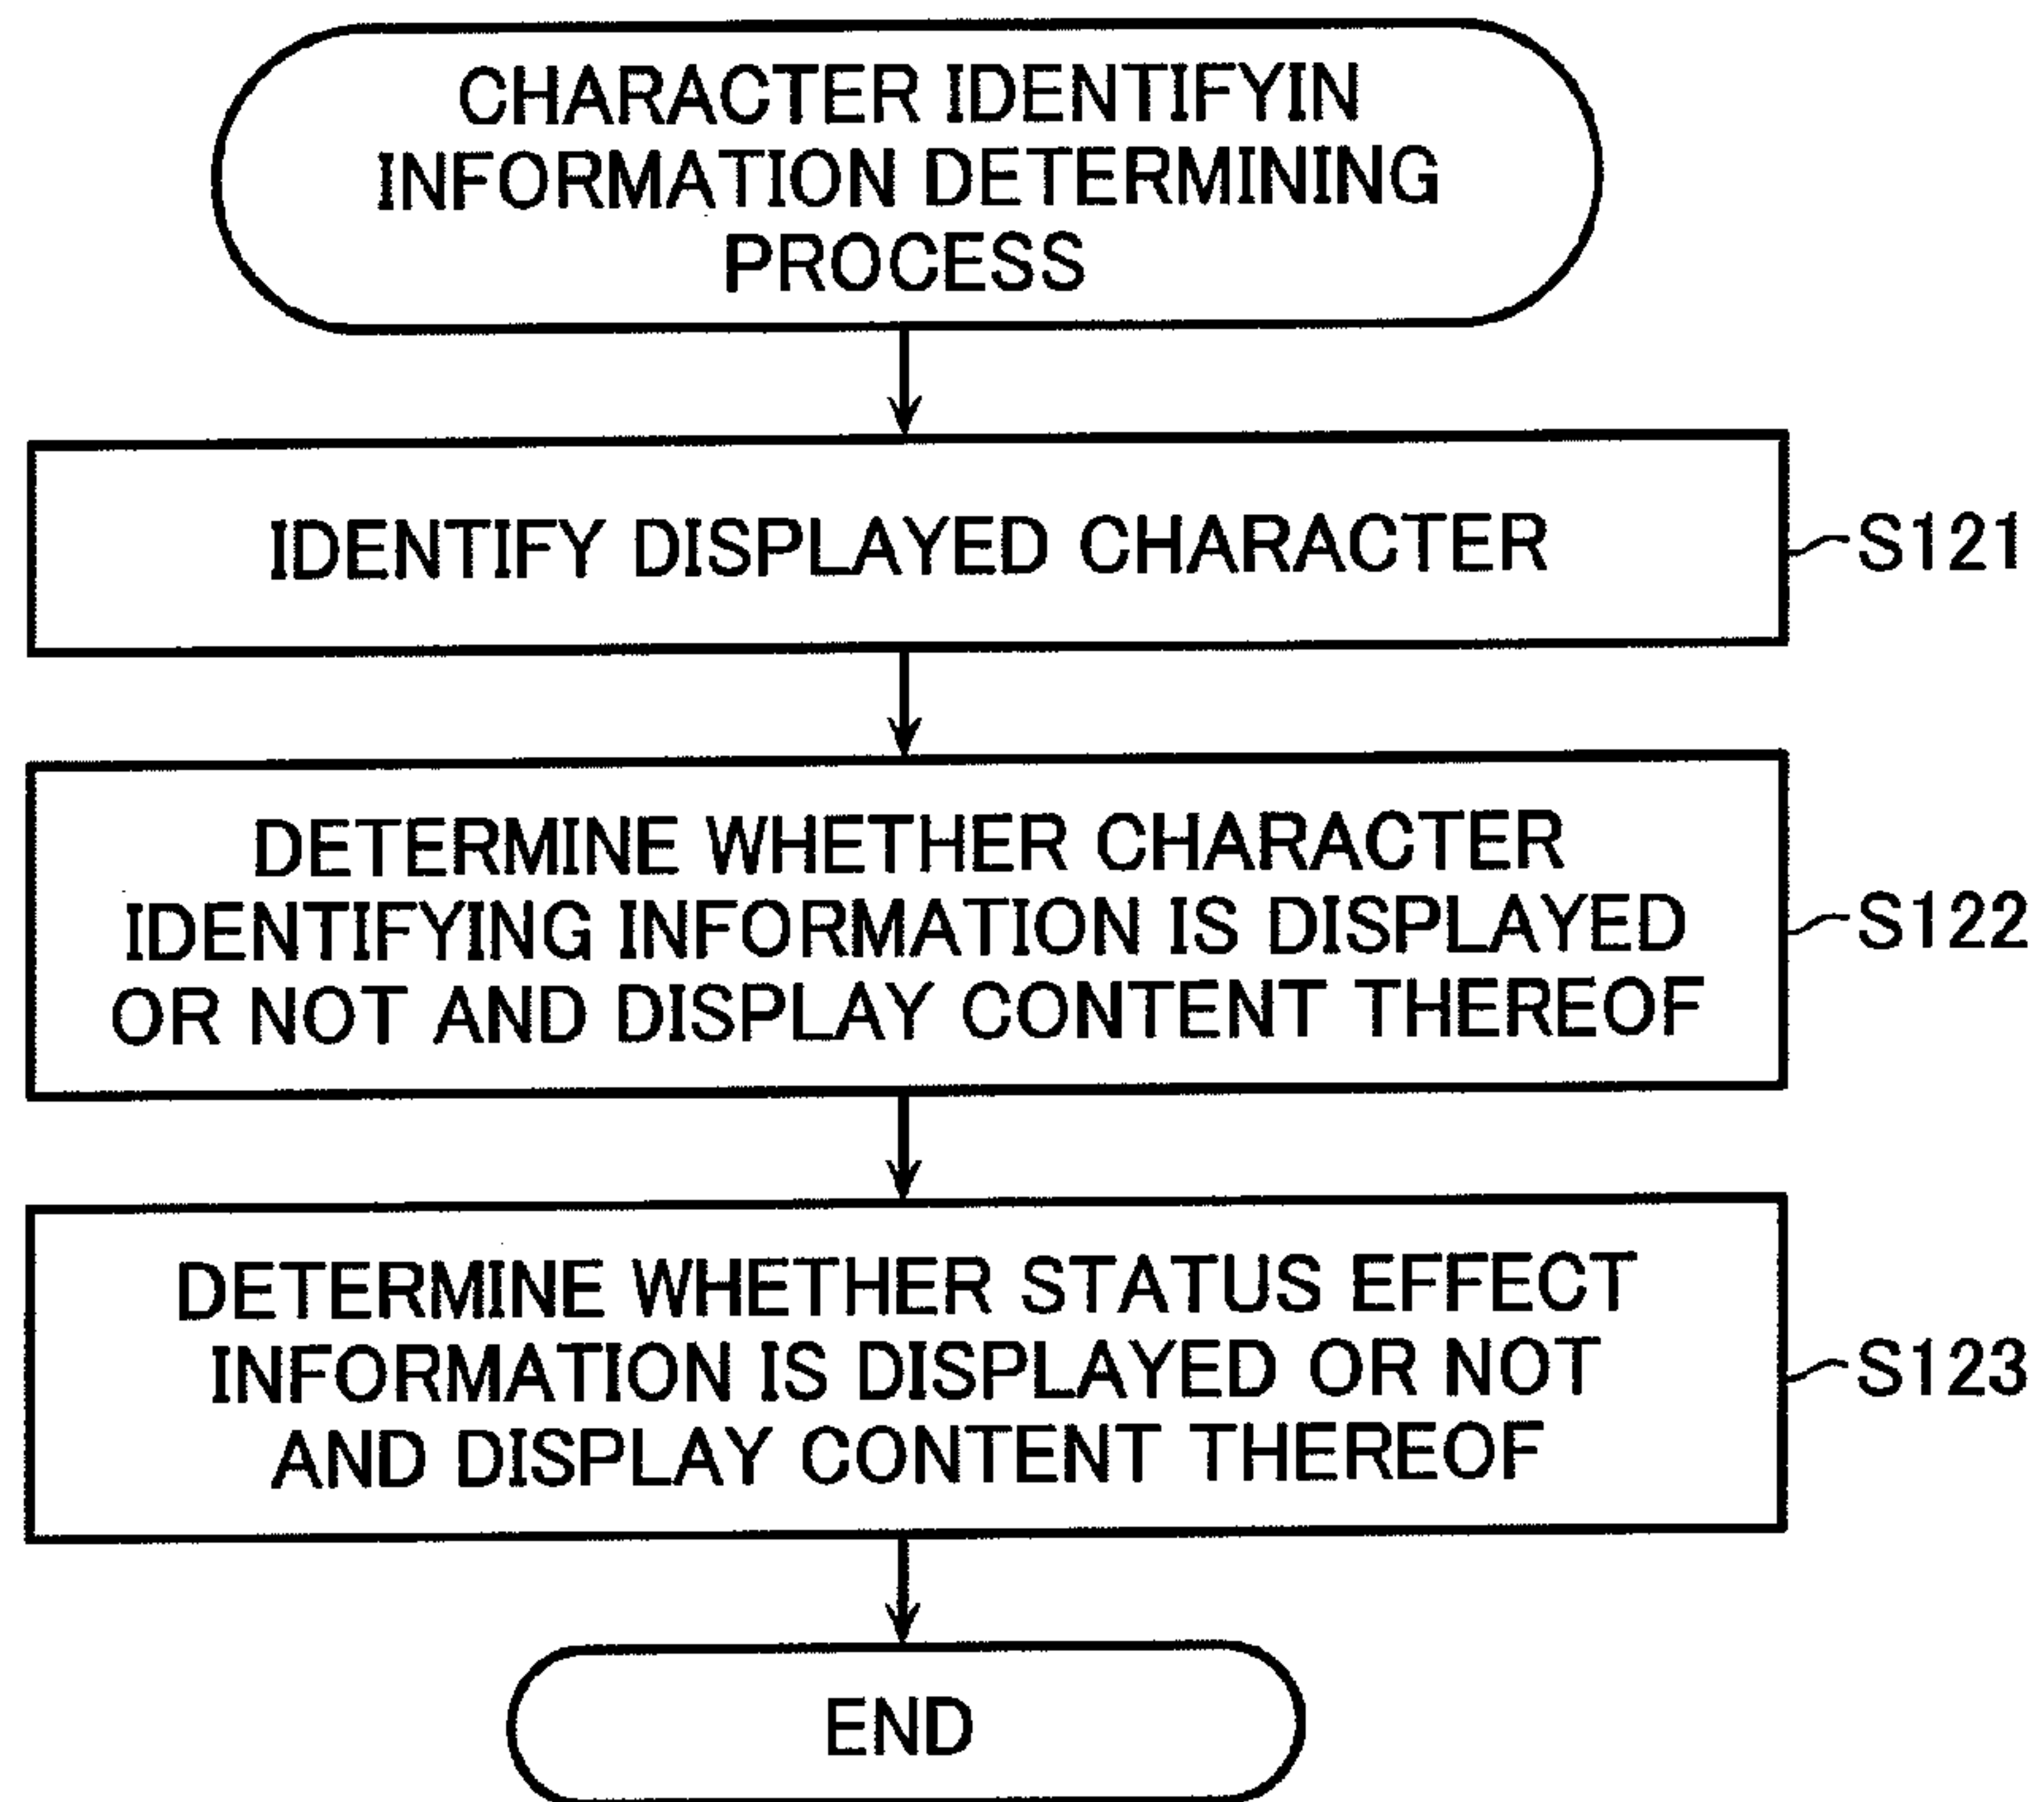 CHARACTER IDENTIFYIN
INFORMATION DETERMINING
PROCESS
IDENTIFY DISPLAYED CHARACTER
S121
DETERMINE WHETHER CHARACTER
IDENTIFYING INFORMATION IS DISPLAYED
OR NOT AND DISPLAY CONTENT THEREOF
S122
DETERMINE WHETHER STATUS EFFECT
INFORMATION IS DISPLAYED OR NOT
AND DISPLAY CONTENT THEREOF
S123
END